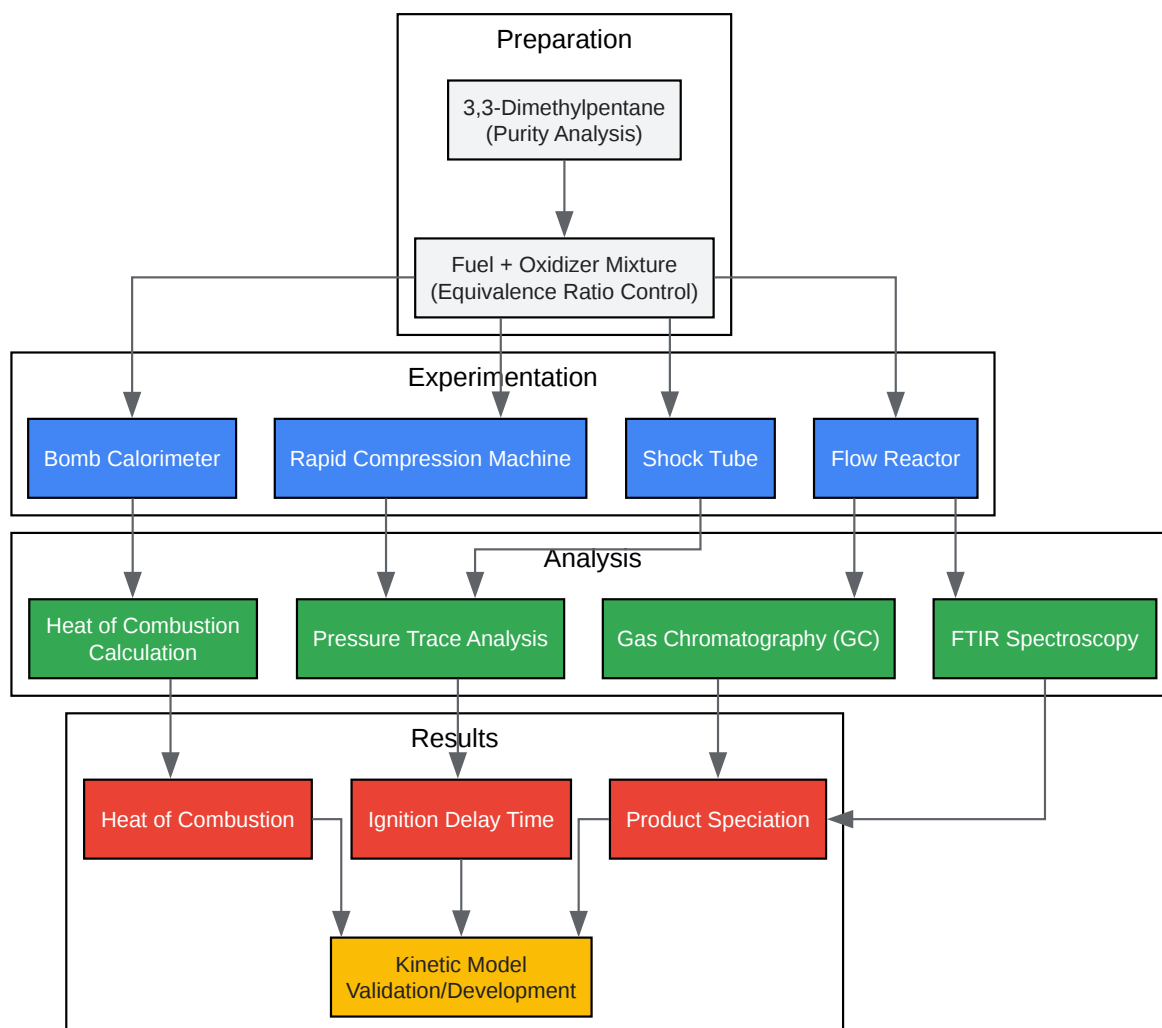 Preparation
3,3-Dimethylpentane
(Purity Analysis)
Fuel + Oxidizer Mixture
(Equivalence Ratio Control)
Experimentation
Bomb Calorimeter
Rapid Compression Machine
Shock Tube
Flow Reactor
Analysis
Heat of Combustion
Calculation
Pressure Trace Analysis
Gas Chromatography (GC)
FTIR Spectroscopy
Results
Heat of Combustion
Ignition Delay Time
Product Speciation
Kinetic Model
Validation/Development